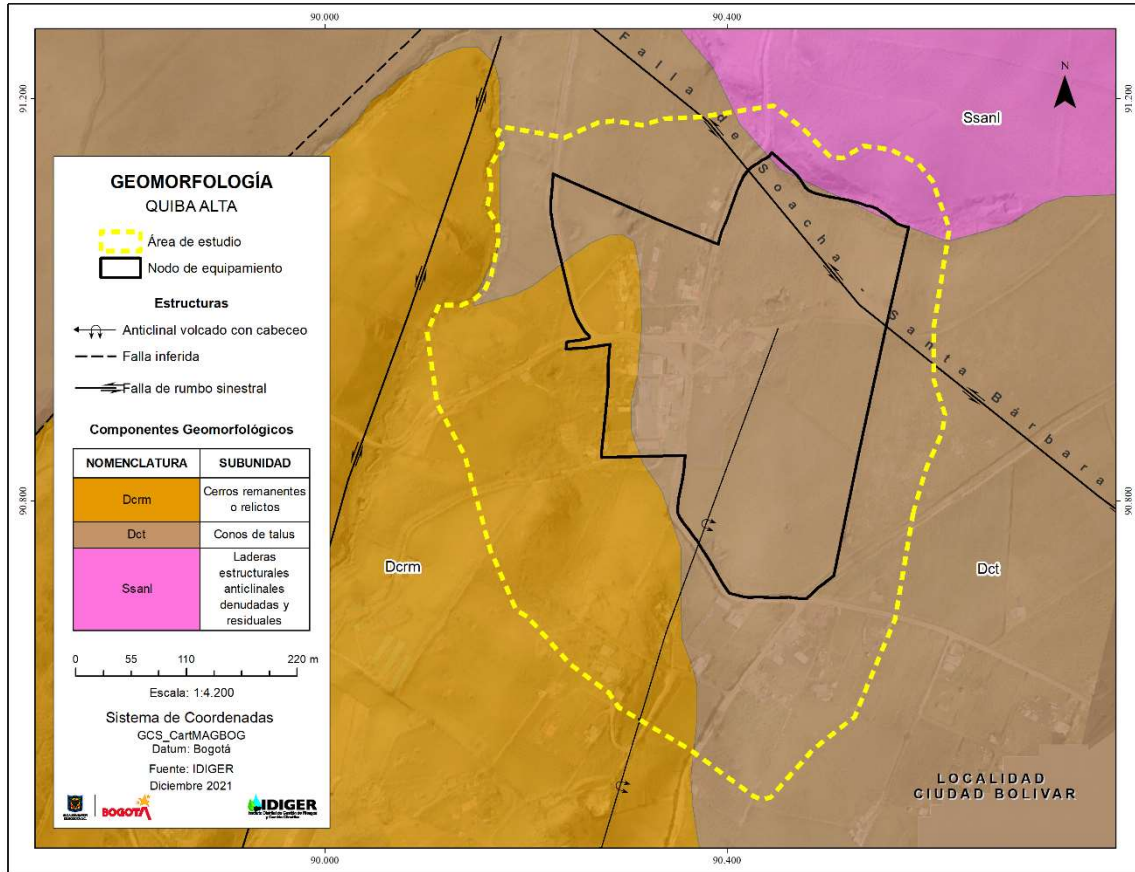 90.000
90.400
91.200
91.200
N
Falla de Soacha - Santa Bárbara
Ssanl
GEOMORFOLOGÍA
QUIBA ALTA
Área de estudio
Nodo de equipamiento
Estructuras
Anticlinal volcado con cabeceo
Falla inferida
Falla de rumbo sinestral
Componentes Geomorfológicos
NOMENCLATURA SUBUNIDAD
Dcrm Cerros remanentes
o relictos
Dct Conos de talus
Ssanl Laderas
estructurales
anticlinales
denudadas y
residuales
0 55 110 220 m
Escala: 1:4.200
Sistema de Coordenadas
GCS_CartMAGBOG
Datum: Bogotá
Fuente: IDIGER
Diciembre 2021
BOGOTÁ
IDIGER
Dcrm
Dct
90.800
90.800
LOCALIDAD
CIUDAD BOLIVAR
90.000
90.400